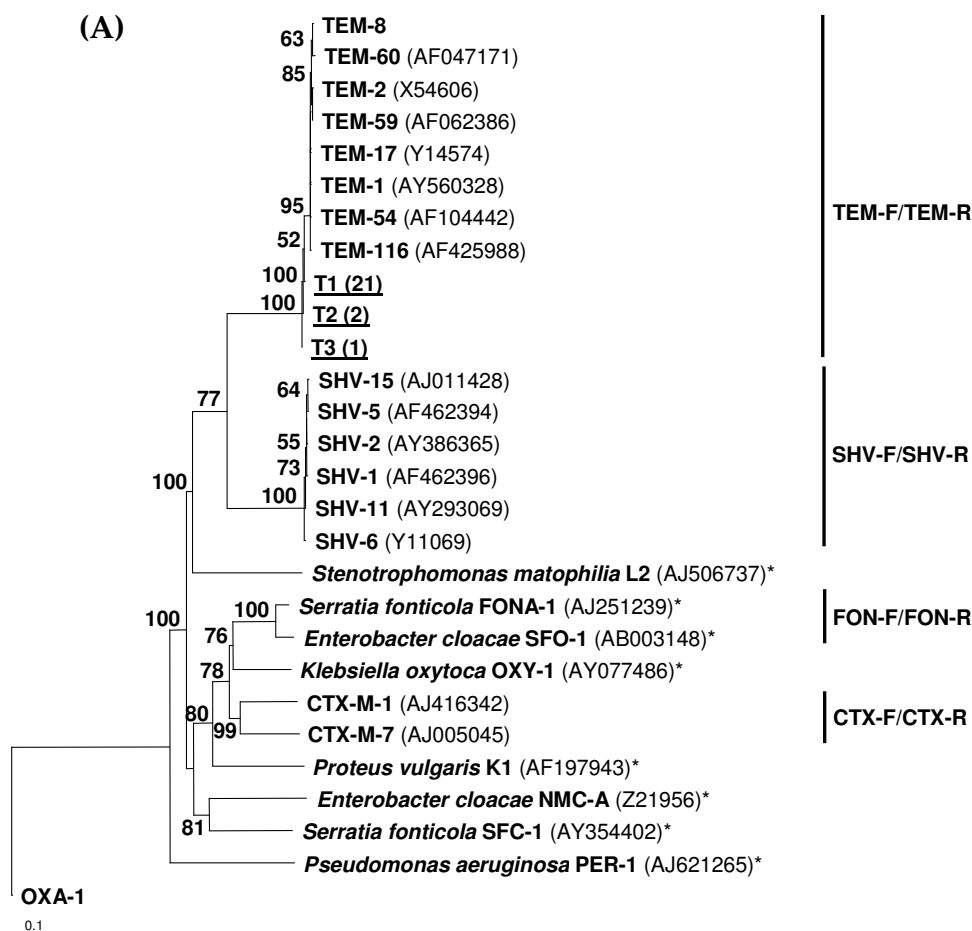 (A)
TEM-8
63
TEM-60 (AF047171)
85
TEM-2 (X54606)
TEM-59 (AF062386)
TEM-17 (Y14574)
TEM-1 (AY560328)
95
TEM-54 (AF104442)
TEM-F/TEM-R
52
TEM-116 (AF425988)
100
T1 (21)
100
T2 (2)
T3 (1)
SHV-15 (AJ011428)
64
77
SHV-5 (AF462394)
55
SHV-2 (AY386365)
SHV-F/SHV-R
73
SHV-1 (AF462396)
100
100
SHV-11 (AY293069)
SHV-6 (Y11069)
Stenotrophomonas matophilia L2 (AJ506737)*
100
100
Serratia fonticola FONA-1 (AJ251239)*
FON-F/FON-R
76
Enterobacter cloacae SFO-1 (AB003148)*
78
Klebsiella oxytoca OXY-1 (AY077486)*
CTX-M-1 (AJ416342)
80
CTX-F/CTX-R
99
CTX-M-7 (AJ005045)
Proteus vulgaris K1 (AF197943)*
Enterobacter cloacae NMC-A (Z21956)*
81
Serratia fonticola SFC-1 (AY354402)*
Pseudomonas aeruginosa PER-1 (AJ621265)*
OXA-1
0.1